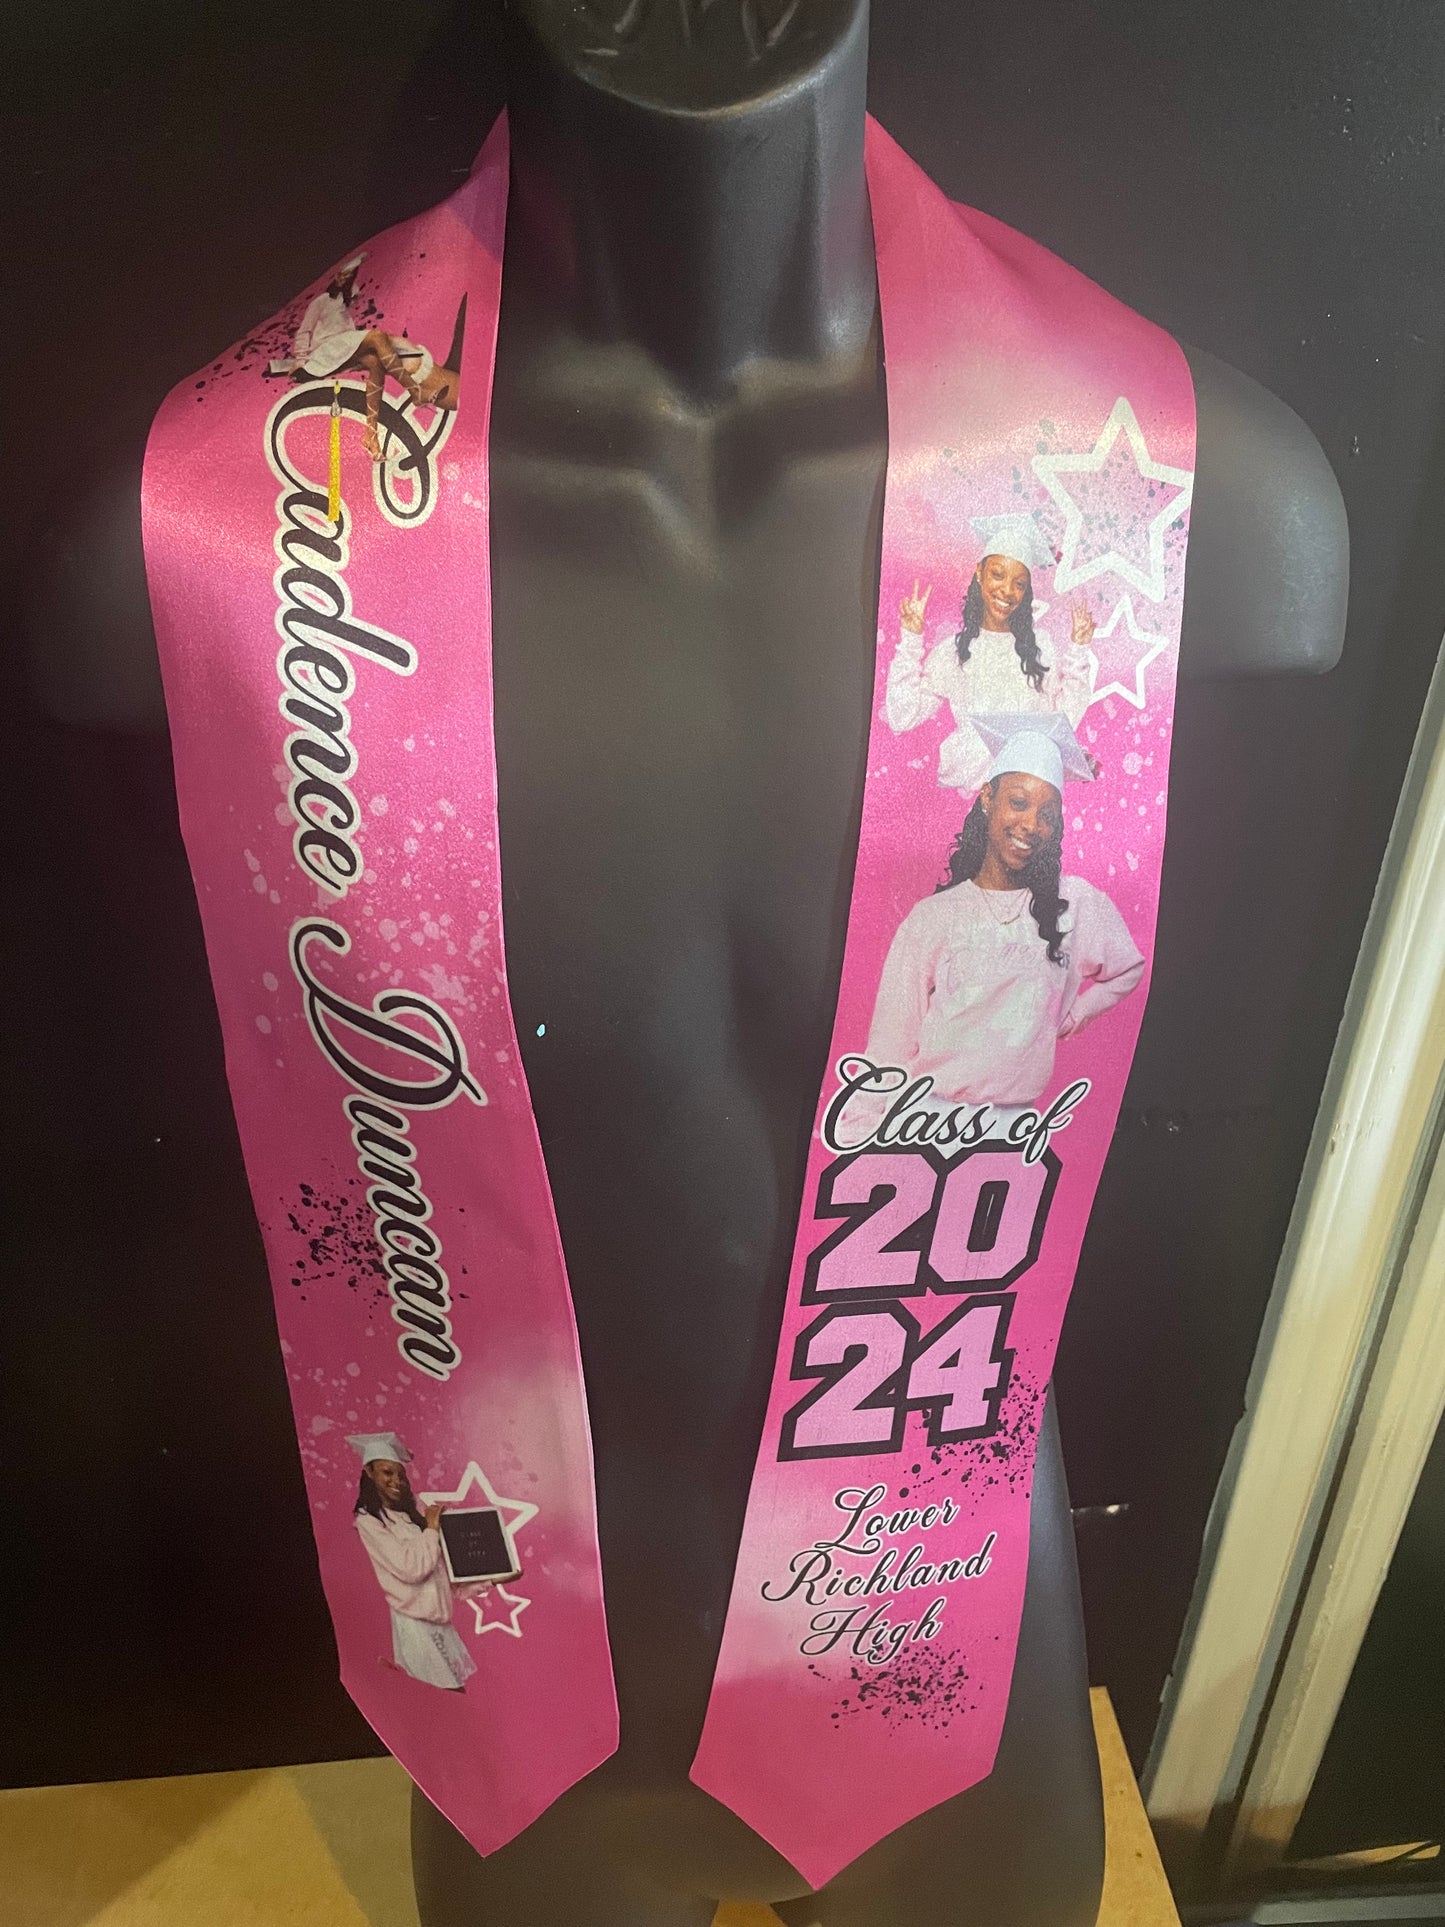 Cadence Duncan
Class of
20
24
Lower
Richland
High